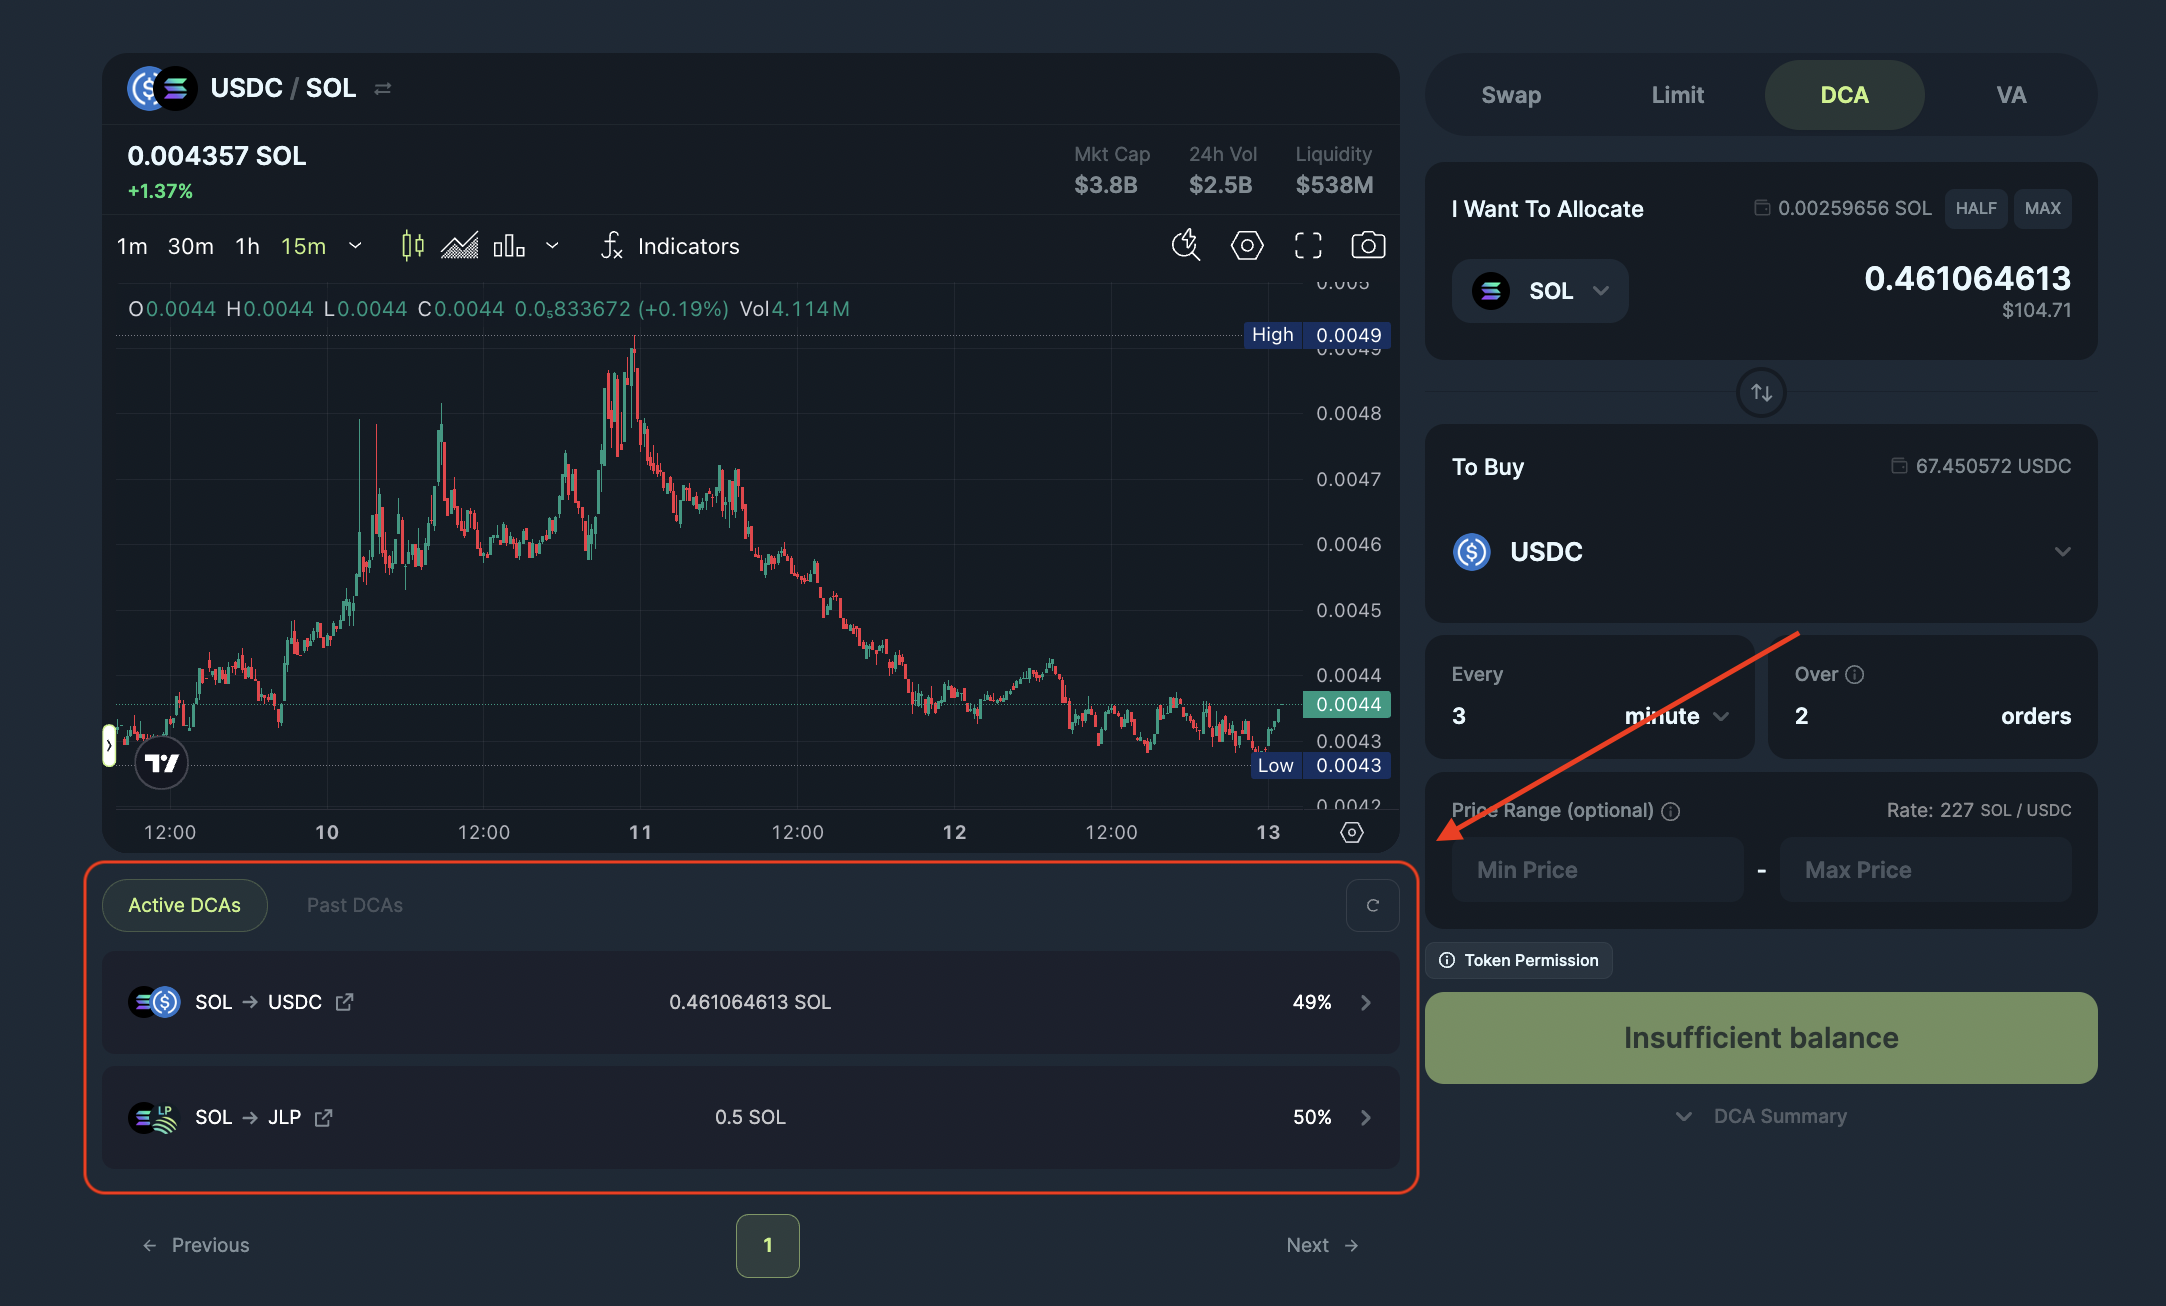 USDC / SOL
0.004357 SOL
+1.37%
Mkt Cap
$3.8B
24h Vol
$2.5B
Liquidity
$538M
1m 30m 1h 15m
Indicators
O0.0044 H0.0044 L0.0044 C0.0044 0.0₅833672 (+0.19%) Vol4.114M
0.005
High 0.0049
0.0049
0.0048
0.0047
0.0046
0.0045
0.0044
0.0044
0.0043
Low 0.0043
0.0042
12:00 10 12:00 11 12:00 12 12:00 13
Active DCAs
Past DCAs
SOL → USDC
0.461064613 SOL
49%
SOL → JLP
0.5 SOL
50%
LP
← Previous
1
Next →
Swap
Limit
DCA
VA
I Want To Allocate
0.00259656 SOL
HALF
MAX
SOL
0.461064613
$104.71
To Buy
67.450572 USDC
USDC
Every
3
minute
Over
2
orders
Price Range (optional)
Rate: 227 SOL / USDC
Min Price
-
Max Price
Token Permission
Insufficient balance
DCA Summary